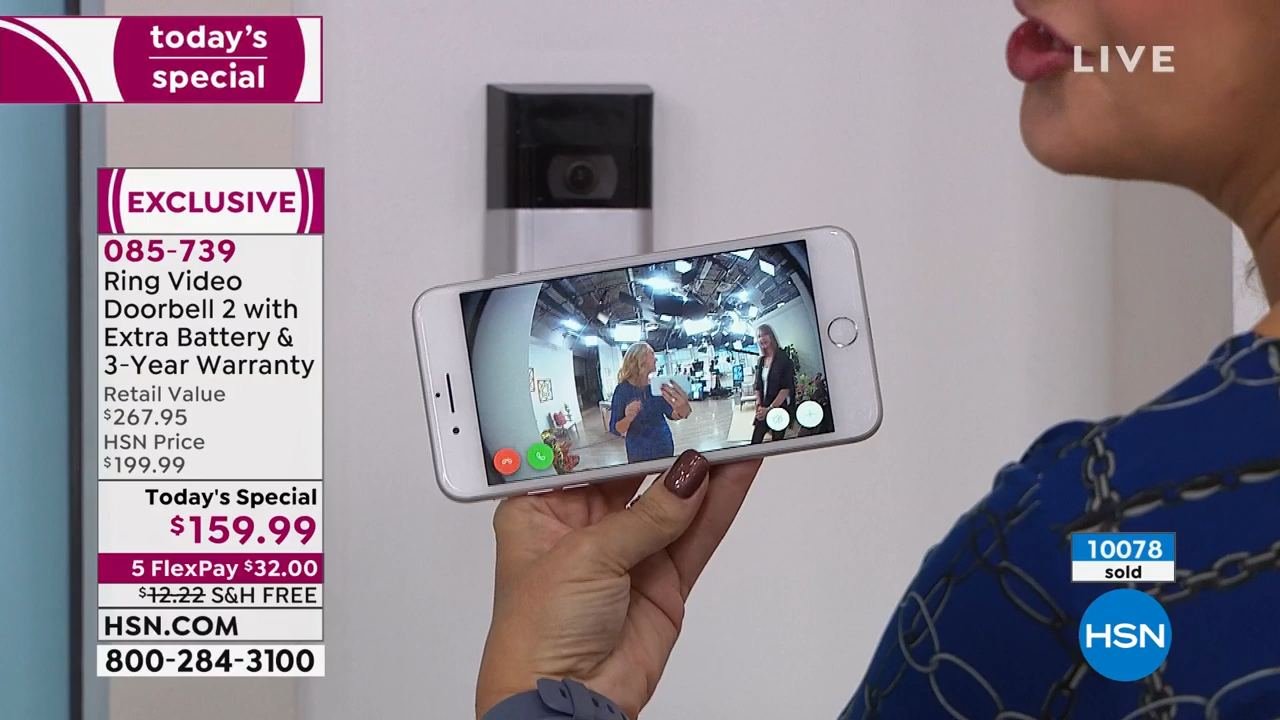 today's
special
LIVE
EXCLUSIVE
085-739
Ring Video
Doorbell 2 with
Extra Battery &
3-Year Warranty
Retail Value
$267.95
HSN Price
$199.99
Today's Special
$159.99
5 FlexPay $32.00
$12.22 S&H FREE
HSN.COM
800-284-3100
10078
sold
HSN